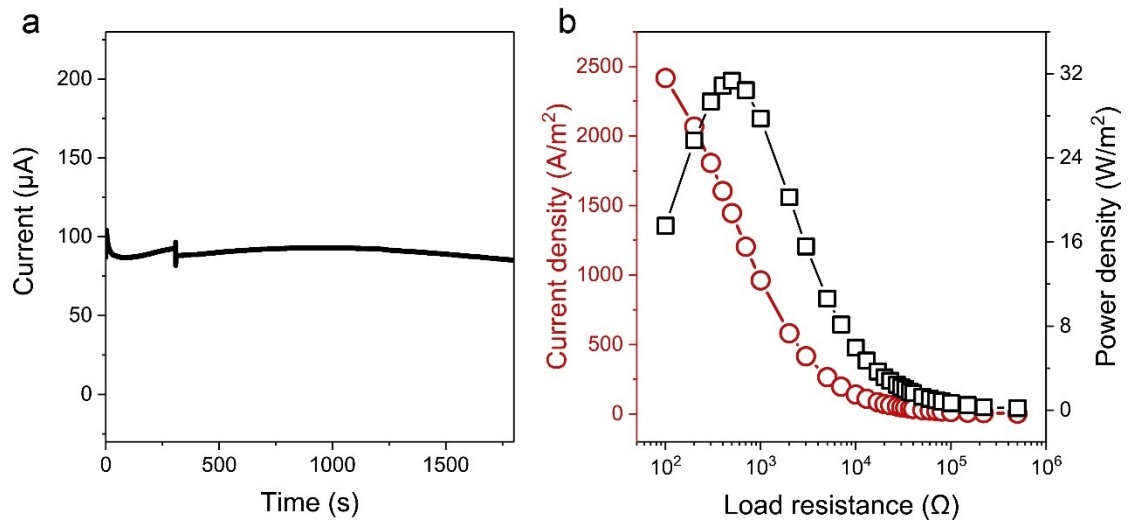 a
200
150
100
50
0
Current (μA)
0
500
1000
1500
Time (s)
b
2500
2000
1500
1000
500
0
Current density (A/m²)
32
24
16
8
0
Power density (W/m²)
10² 10³ 10⁴ 10⁵ 10⁶
Load resistance (Ω)